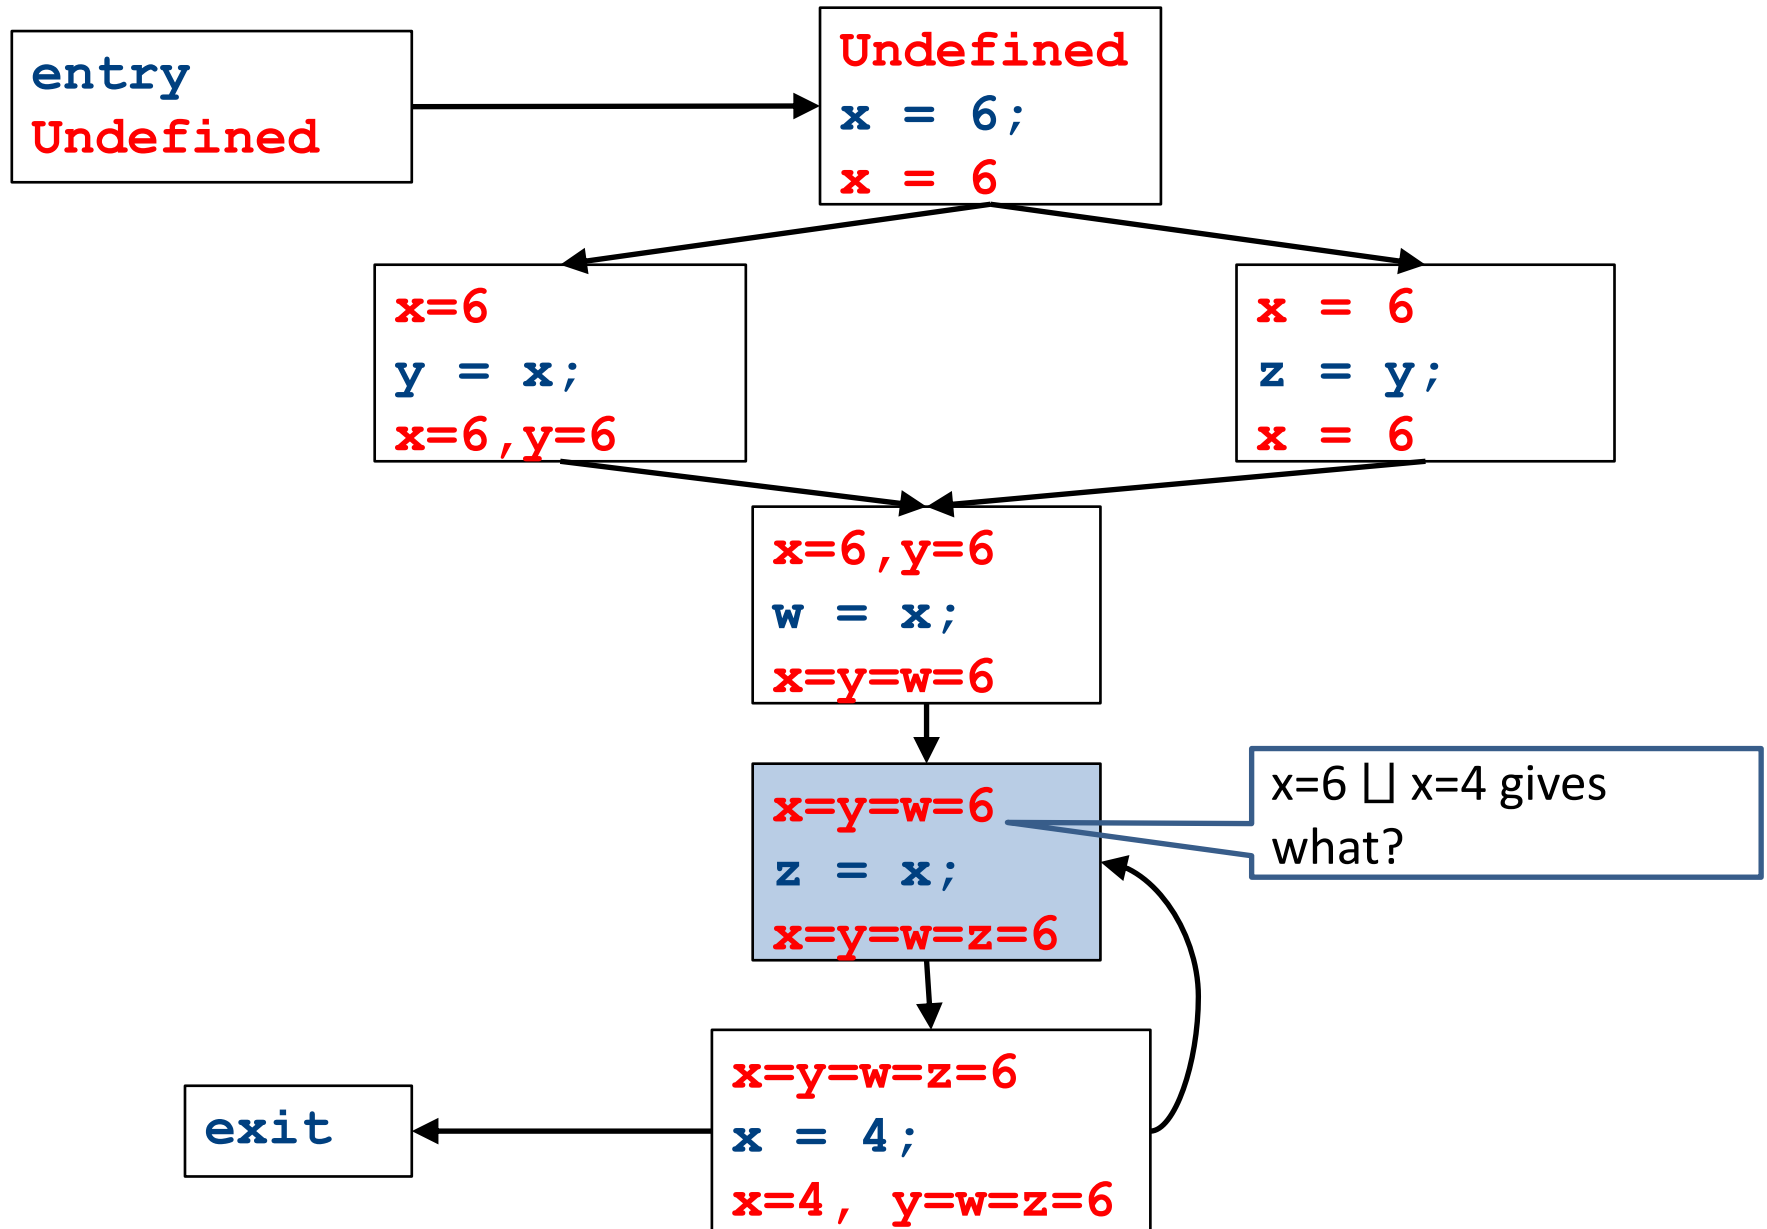 entry
Undefined
Undefined
x = 6;
x = 6
x=6
y = x;
x=6,y=6
x = 6
z = y;
x = 6
x=6,y=6
w = x;
x=y=w=6
x=y=w=6
z = x;
x=y=w=z=6
x=6 ⨆ x=4 gives
what?
x=y=w=z=6
x = 4;
x=4, y=w=z=6
exit